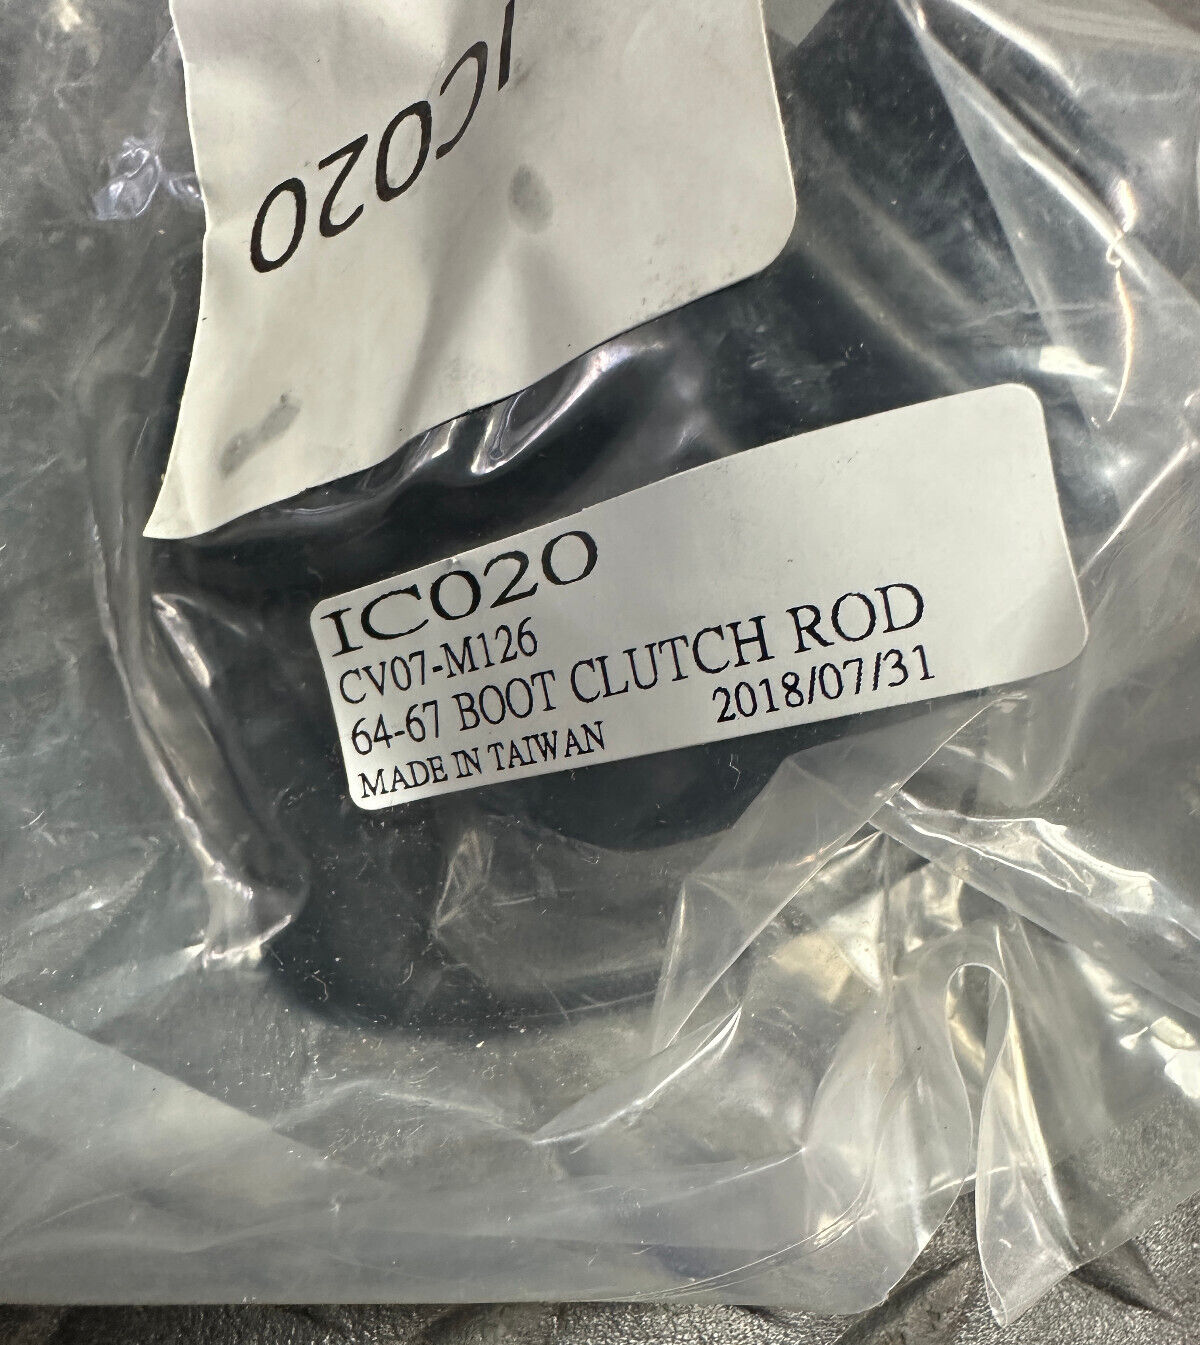 IC020
IC020
CV07-M126
64-67 BOOT CLUTCH ROD
MADE IN TAIWAN 2018/07/31